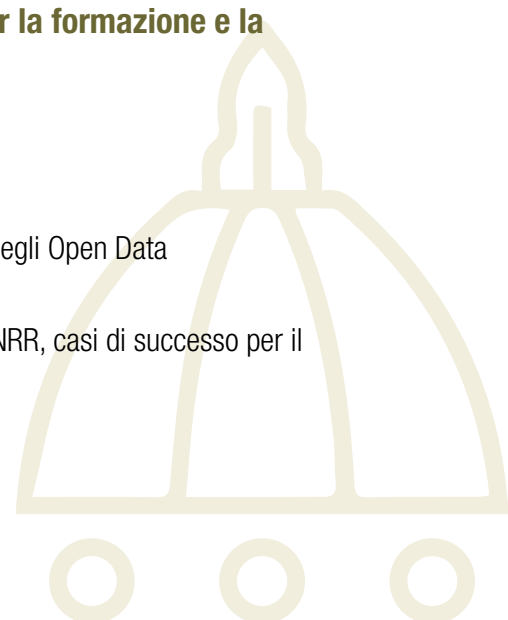 r la formazione e la
egli Open Data
NRR, casi di successo per il